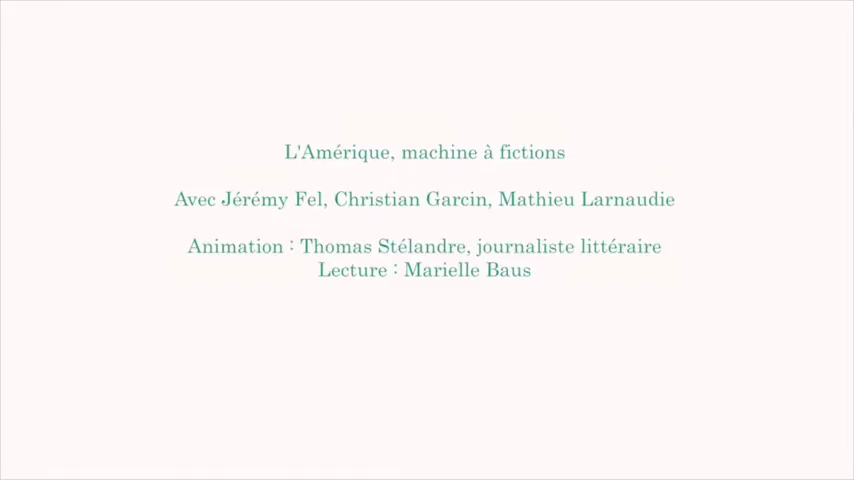 L'Amérique, machine à fictions
Avec Jérémy Fel, Christian Garcin, Mathieu Larnaudie
Animation : Thomas Stélandre, journaliste littéraire
Lecture : Marielle Baus